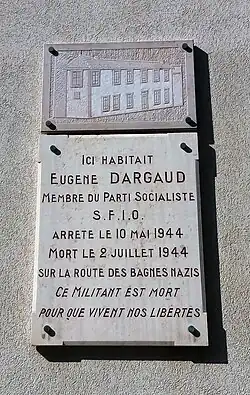 ICI HABITAIT
EUGENE DARGAUD
MEMBRE DU PARTI SOCIALISTE
S.F.I.O.
ARRETE LE 10 MAI 1944
MORT LE 2 JUILLET 1944
SUR LA ROUTE DES BAGNES NAZIS
CE MILITANT EST MORT
POUR QUE VIVENT NOS LIBERTES